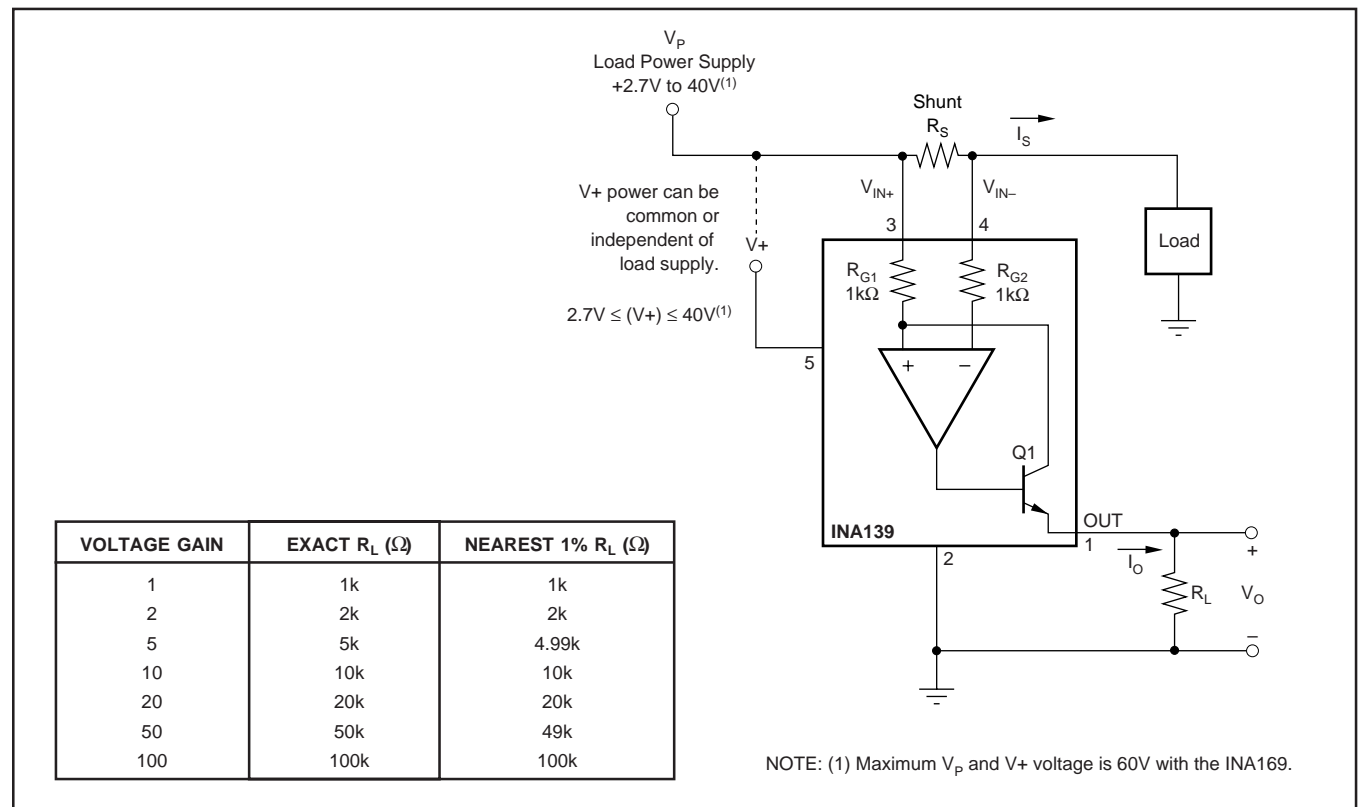 V_P
Load Power Supply
+2.7V to 40V(1)
Shunt
R_S
I_S
V_IN+
V_IN–
V+ power can be
common or
independent of
load supply.
V+
3
4
Load
R_G1
1kΩ
R_G2
1kΩ
2.7V ≤ (V+) ≤ 40V(1)
5
+
–
Q1
INA139
OUT
1
2
I_O
+
R_L
V_O
–
VOLTAGE GAIN EXACT R_L (Ω) NEAREST 1% R_L (Ω)
1 1k 1k
2 2k 2k
5 5k 4.99k
10 10k 10k
20 20k 20k
50 50k 49k
100 100k 100k
NOTE: (1) Maximum V_P and V+ voltage is 60V with the INA169.